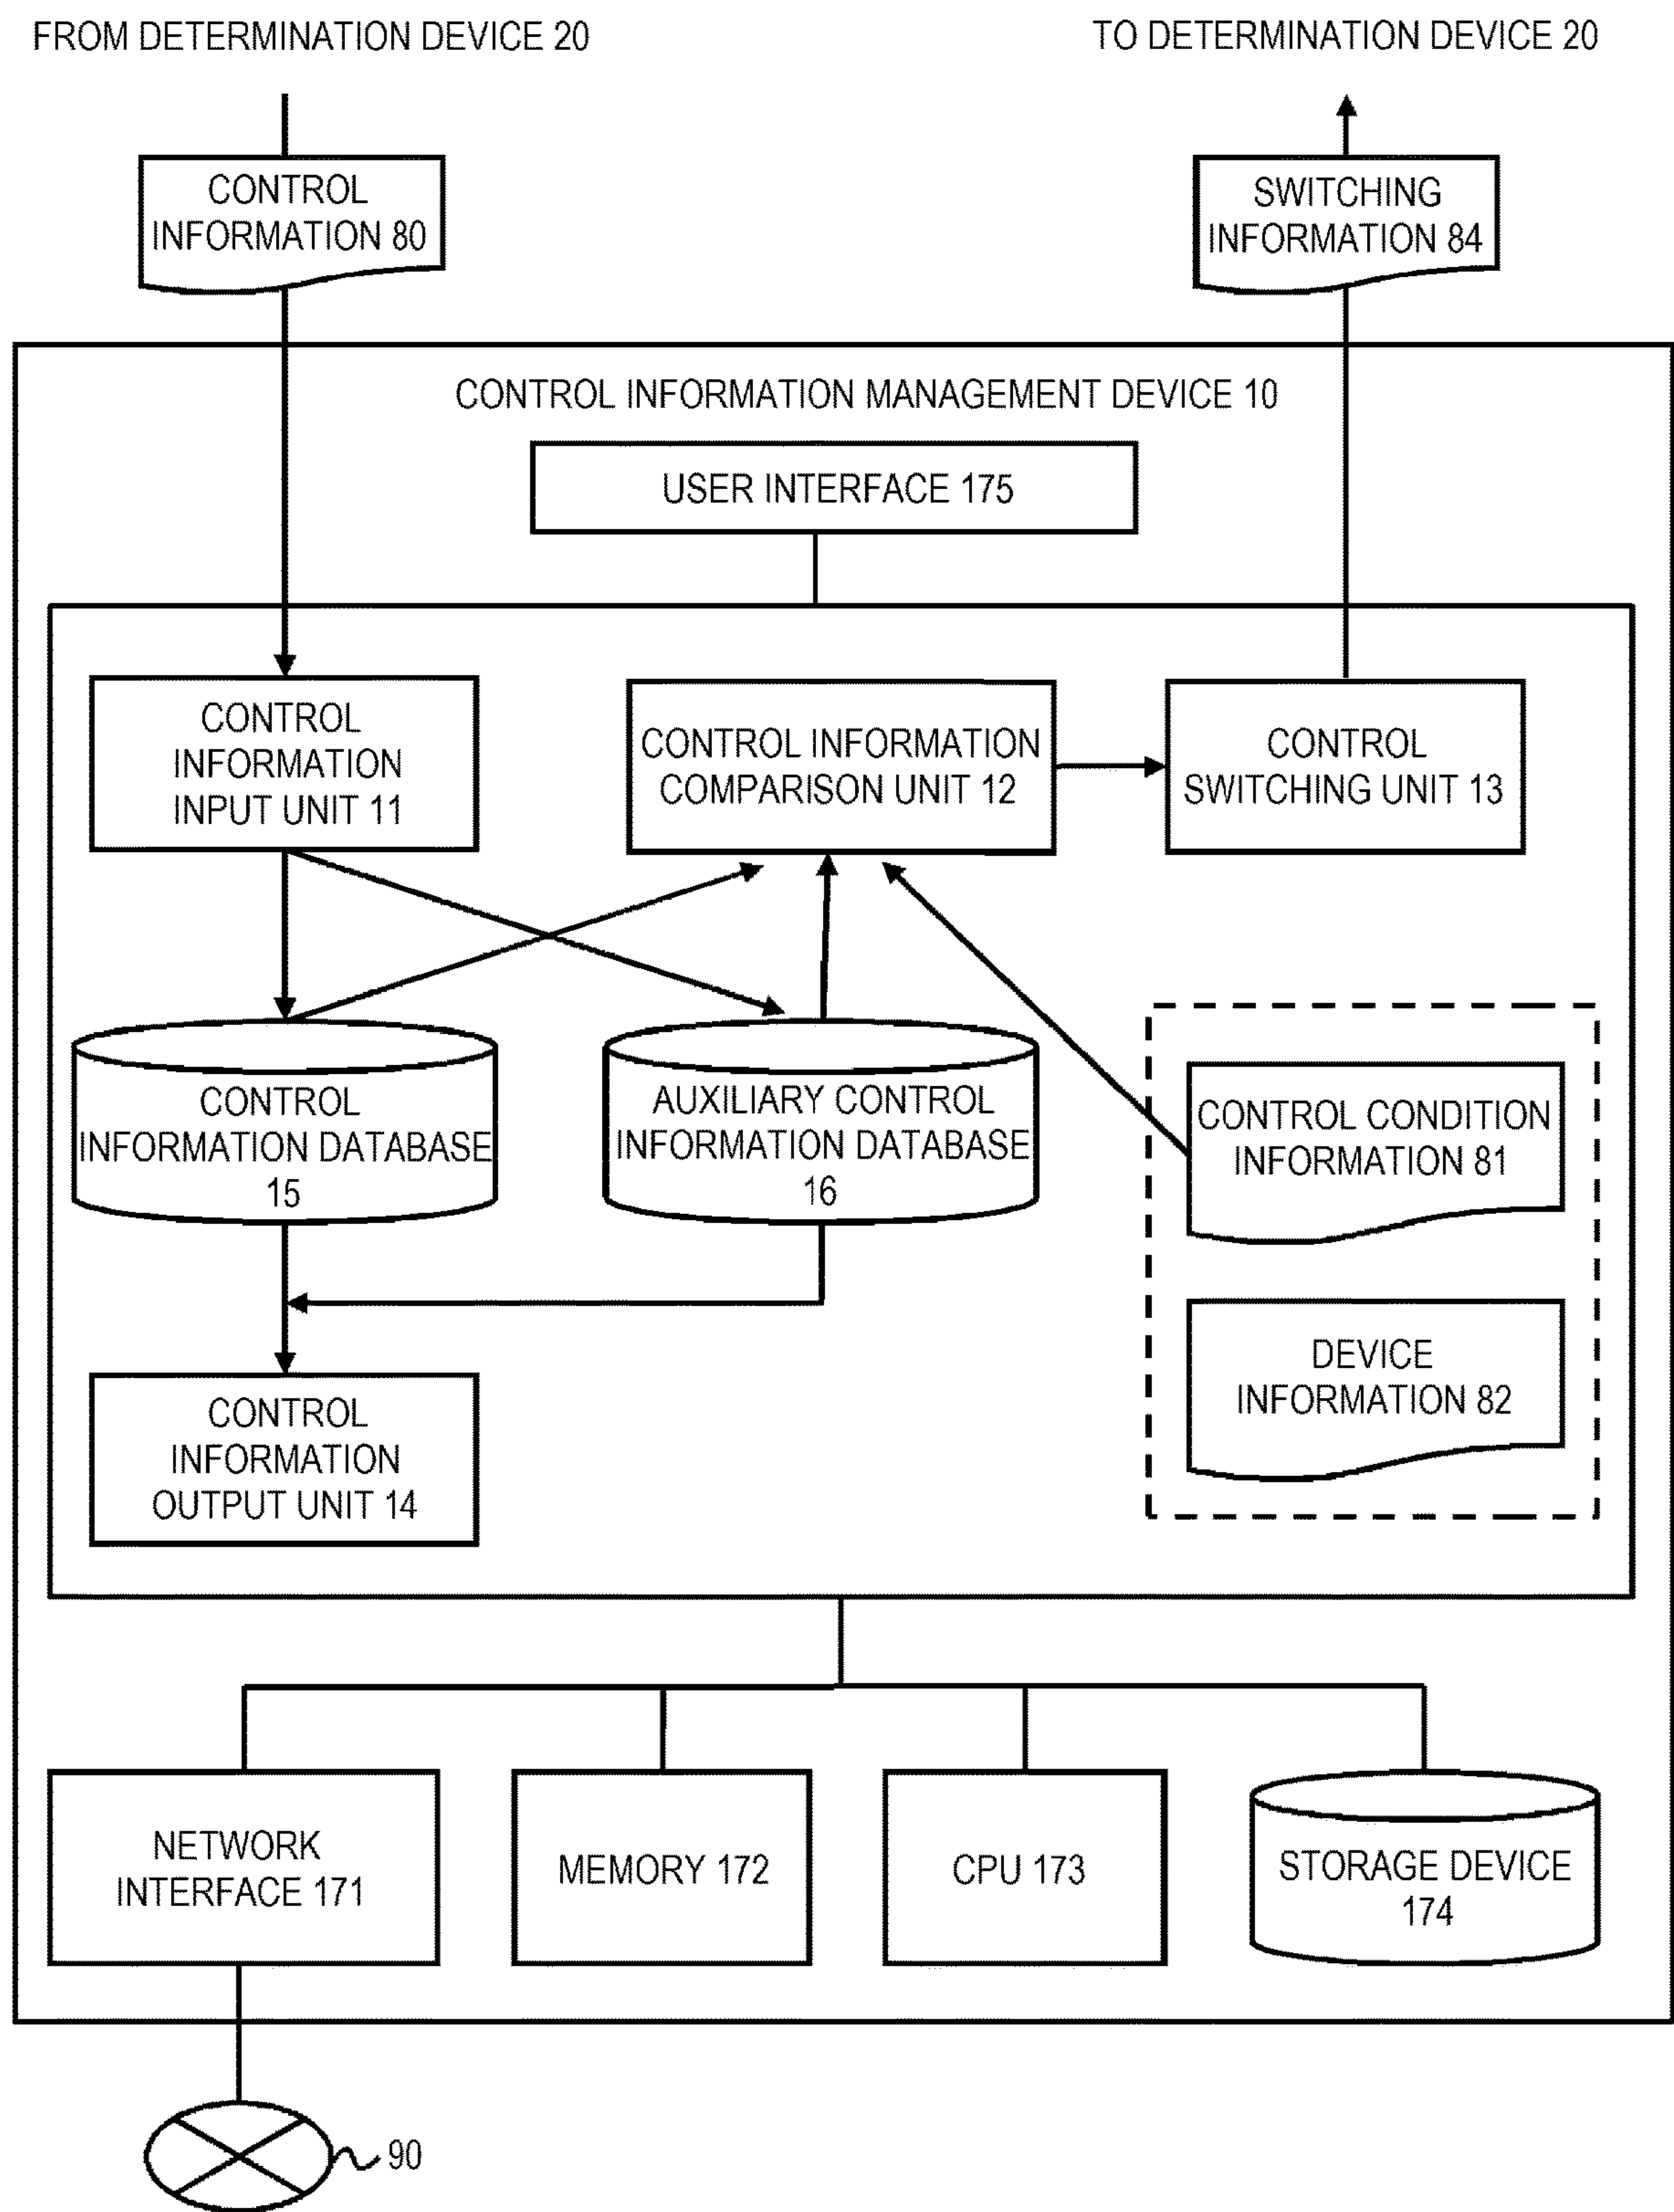 FROM DETERMINATION DEVICE 20
TO DETERMINATION DEVICE 20
CONTROL
INFORMATION 80
SWITCHING
INFORMATION 84
CONTROL INFORMATION MANAGEMENT DEVICE 10
USER INTERFACE 175
CONTROL
INFORMATION
INPUT UNIT 11
CONTROL INFORMATION
COMPARISON UNIT 12
CONTROL
SWITCHING UNIT 13
CONTROL
INFORMATION DATABASE
15
AUXILIARY CONTROL
INFORMATION DATABASE
16
CONTROL CONDITION
INFORMATION 81
DEVICE
INFORMATION 82
CONTROL
INFORMATION
OUTPUT UNIT 14
NETWORK
INTERFACE 171
MEMORY 172
CPU 173
STORAGE DEVICE
174
90